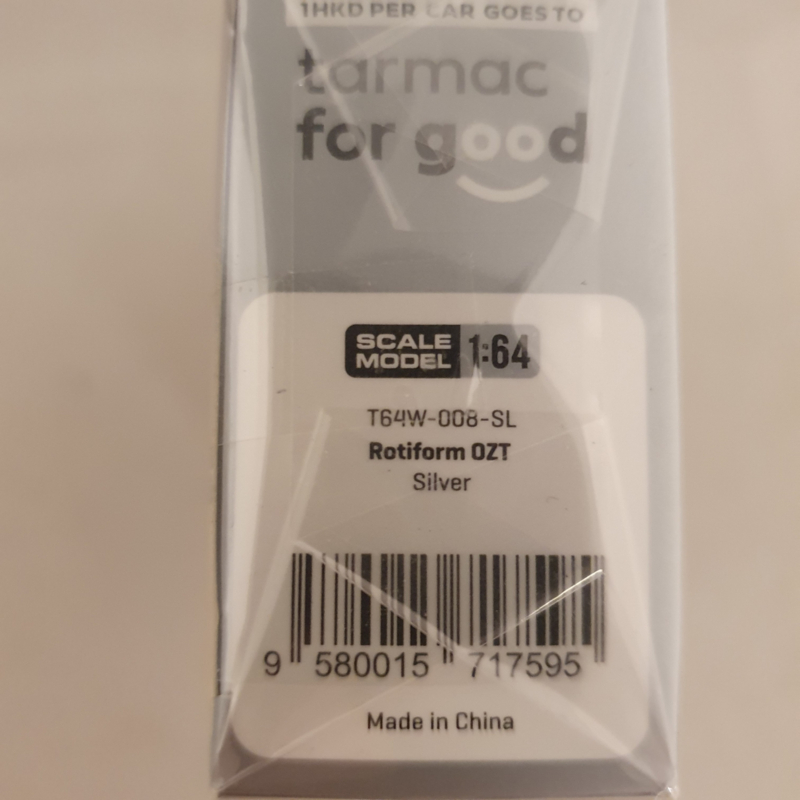 1HKD PER CAR GOES TO
tarmac
for good
SCALE
MODEL 1:64
T64W-008-SL
Rotiform OZT
Silver
9 580015 717595
Made in China